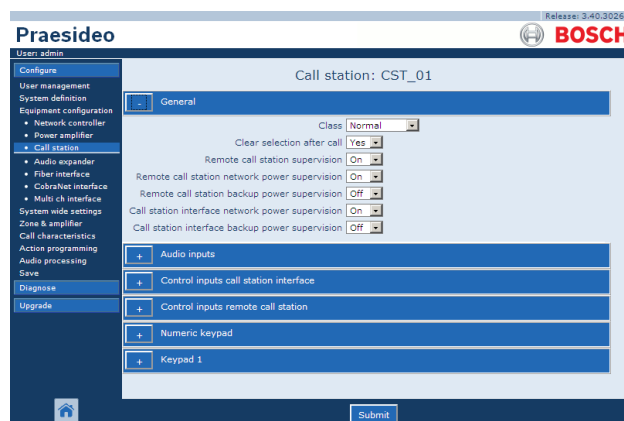 Release: 3.40.3026
Praesideo
BOSCH
User: admin
Configure
User management
System definition
Equipment configuration
• Network controller
• Power amplifier
• Call station
• Audio expander
• Fiber interface
• CobraNet interface
• Multi ch interface
System wide settings
Zone & amplifier
Call characteristics
Action programming
Audio processing
Save
Diagnose
Upgrade
Call station: CST_01
- General
Class Normal
Clear selection after call Yes
Remote call station supervision On
Remote call station network power supervision On
Remote call station backup power supervision Off
Call station interface network power supervision On
Call station interface backup power supervision Off
+ Audio inputs
+ Control inputs call station interface
+ Control inputs remote call station
+ Numeric keypad
+ Keypad 1
Submit